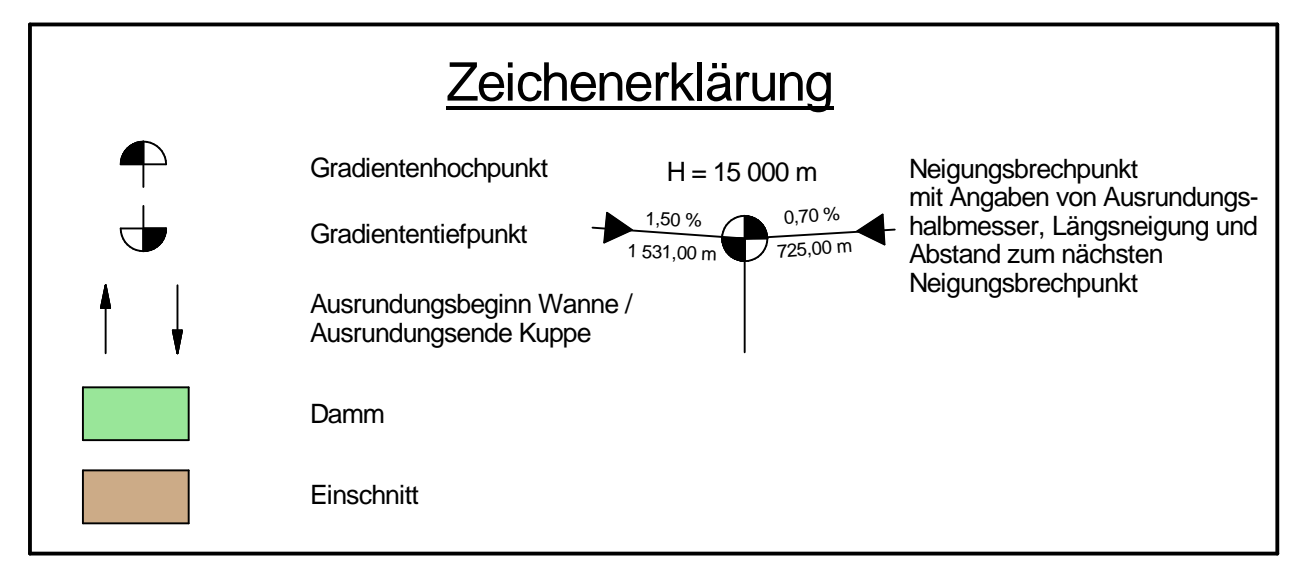 Zeichenerklärung
Gradientenhochpunkt
Gradiententiefpunkt
Ausrundungsbeginn Wanne /
Ausrundungsende Kuppe
Damm
Einschnitt
H = 15 000 m
1,50 %
0,70 %
1 531,00 m
725,00 m
Neigungsbrechpunkt
mit Angaben von Ausrundungs-
halbmesser, Längsneigung und
Abstand zum nächsten
Neigungsbrechpunkt